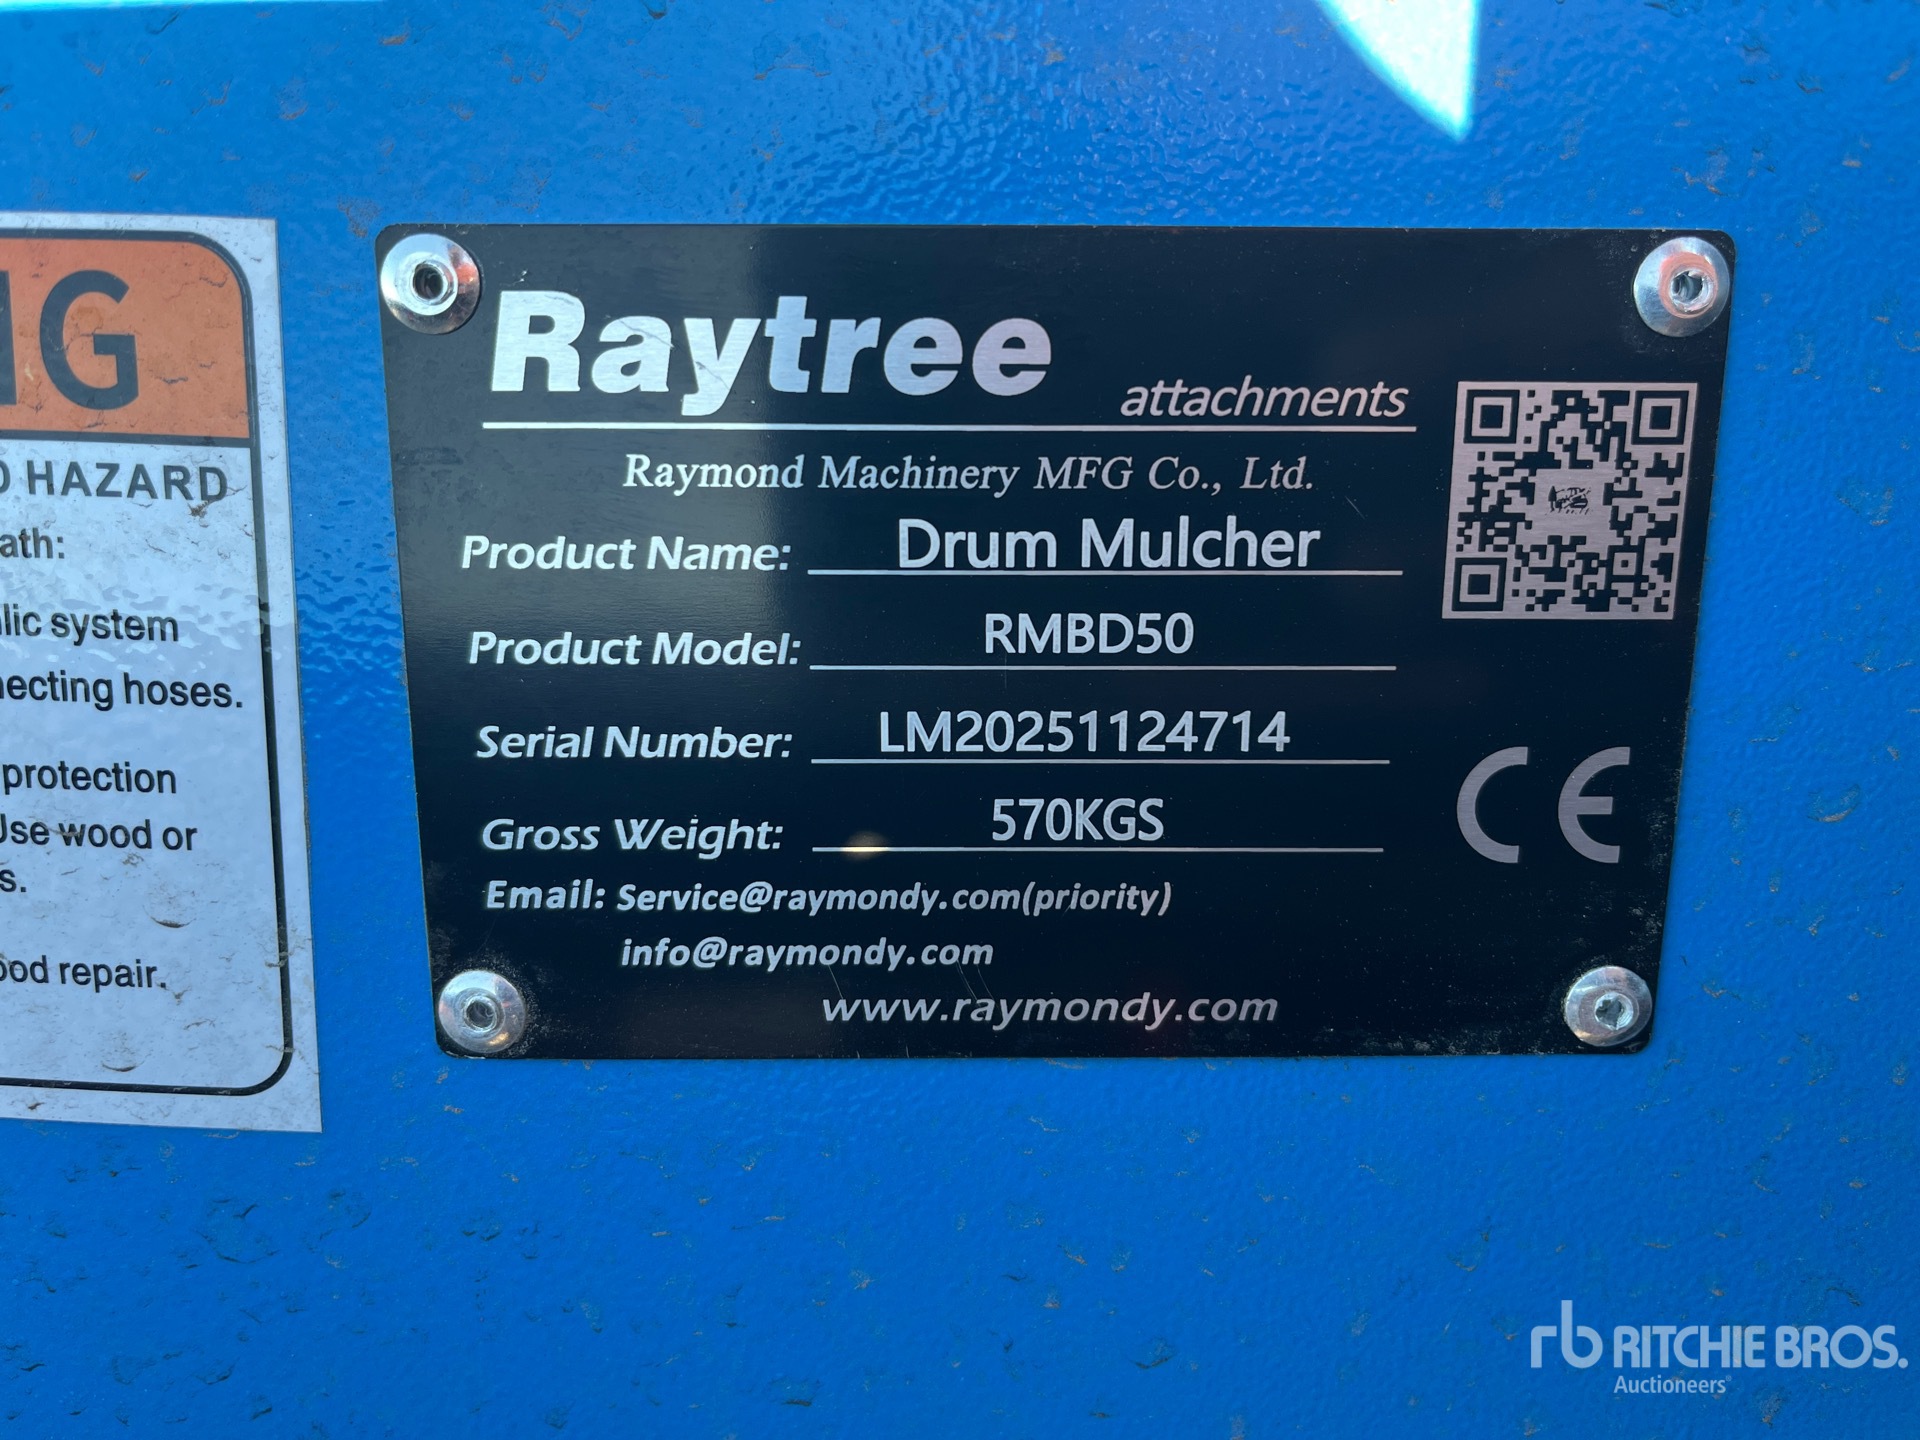 HAZARD
ath:
lic system
necting hoses.
protection
Use wood or
s.
ood repair.
Raytree
attachments
Raymond Machinery MFG Co., Ltd.
Product Name: Drum Mulcher
Product Model: RMBD50
Serial Number: LM20251124714
Gross Weight: 570KGS
Email: Service@raymondy.com(priority)
info@raymondy.com
www.raymondy.com
CE
rb RITCHIE BROS.
Auctioneers